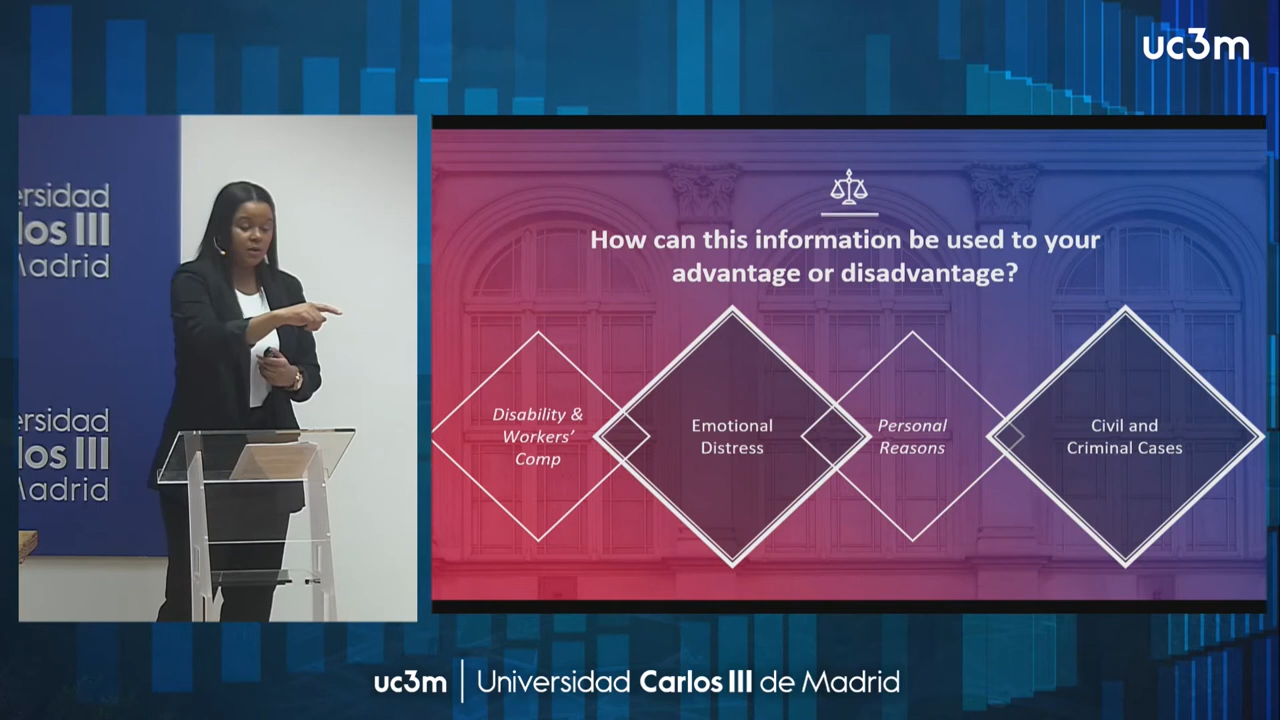 uc3m
ersidad
los III
Madrid
ersidad
los III
Madrid
How can this information be used to your
advantage or disadvantage?
Disability &
Workers’
Comp
Emotional
Distress
Personal
Reasons
Civil and
Criminal Cases
uc3m | Universidad Carlos III de Madrid